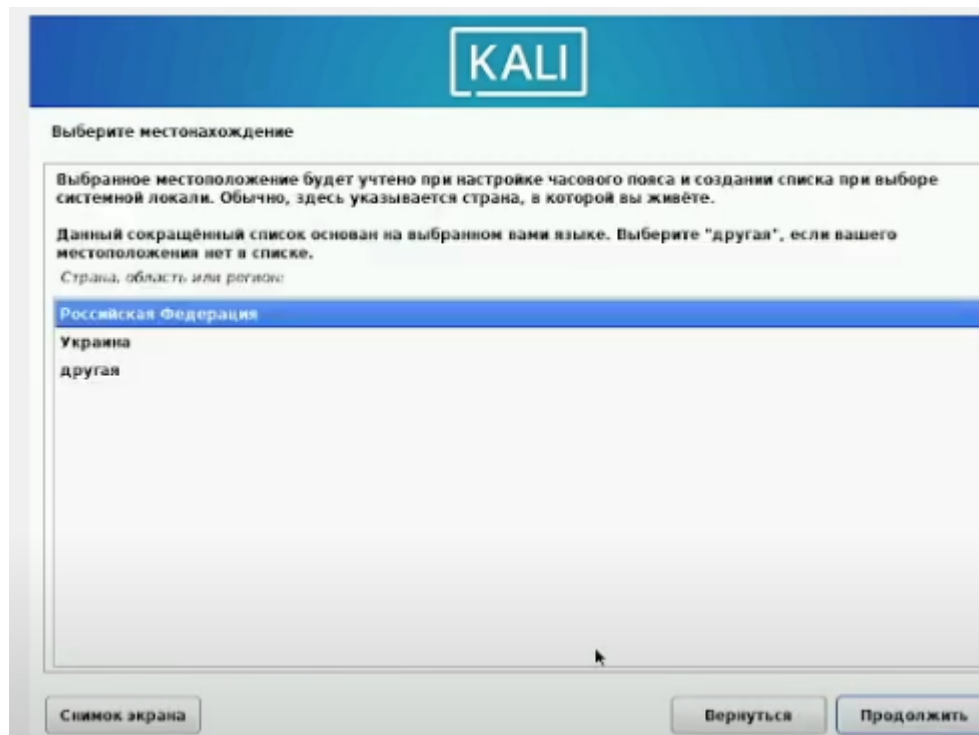 KALI
Выберите местонахождение
Выбранное местоположение будет учтено при настройке часового пояса и создании списка при выборе
системной локали. Обычно, здесь указывается страна, в которой вы живёте.
Данный сокращённый список основан на выбранном вами языке. Выберите "другая", если вашего
местоположения нет в списке.
Страна, область или регион:
Российская Федерация
Украина
другая
Снимок экрана
Вернуться
Продолжить